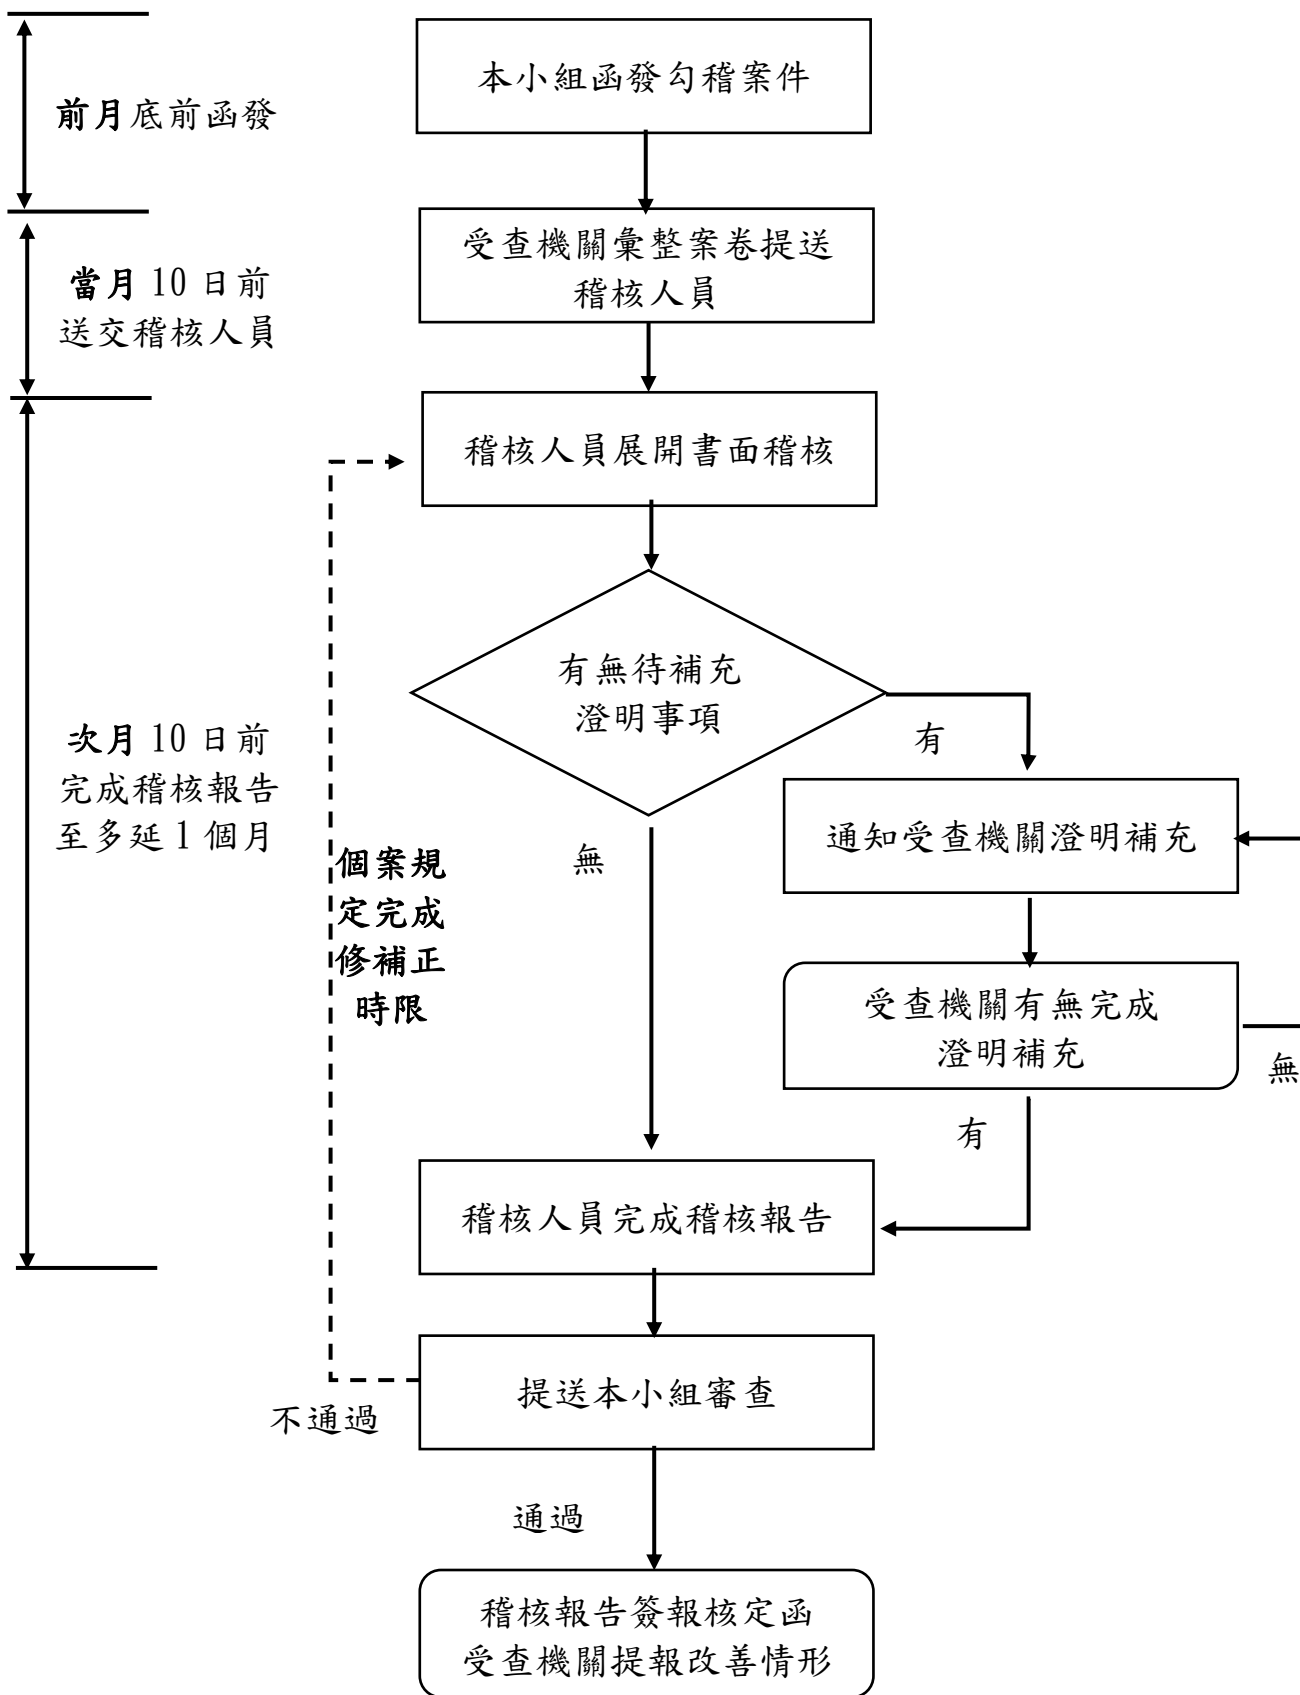 本小組函發勾稽案件
前月底前函發
受查機關彙整案卷提送
稽核人員
當月 10 日前
送交稽核人員
稽核人員展開書面稽核
有無待補充
澄明事項
有
次月 10 日前
完成稽核報告
至多延 1 個月
通知受查機關澄明補充
無
個案規
定完成
修補正
時限
受查機關有無完成
澄明補充
無
有
稽核人員完成稽核報告
提送本小組審查
不通過
通過
稽核報告簽報核定函
受查機關提報改善情形